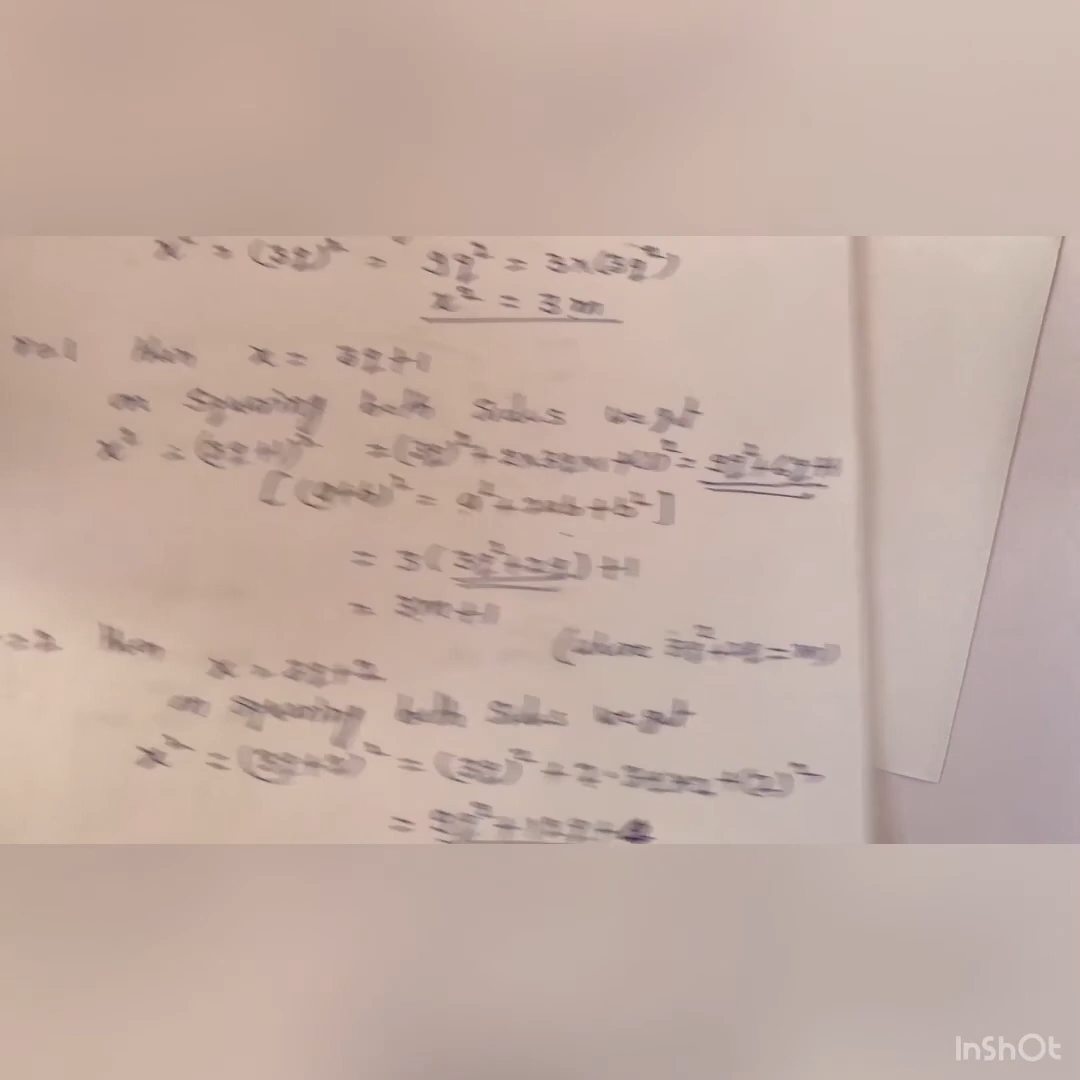 x² = (3q)² = 9q² = 3×(3q²)
x² = 3m
r=1 then x = 3q+1
on squaring both sides we get
x² = (3q+1)² = (3q)²+2×3q×1+(1)² = 9q²+6q+1
[(a+b)² = a²+2ab+b²]
= 3(3q²+2q)+1
= 3m+1
(where 3q²+2q=m)
=2 then x = 3q+2
on squaring both sides we get
x² = (3q+2)² = (3q)² + 2·3q×2+(2)²
= 9q²+12q+4
InShOt